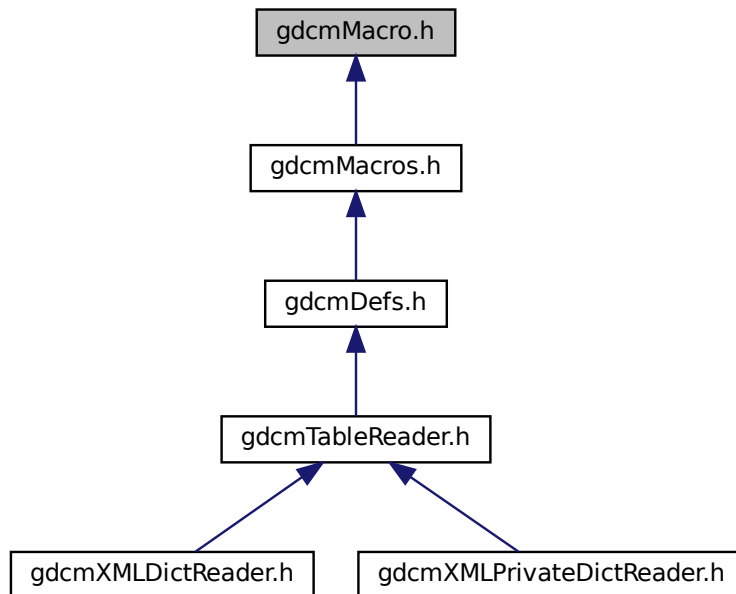 gdcmMacro.h
gdcmMacros.h
gdcmDefs.h
gdcmTableReader.h
gdcmXMLDictReader.h
gdcmXMLPrivateDictReader.h